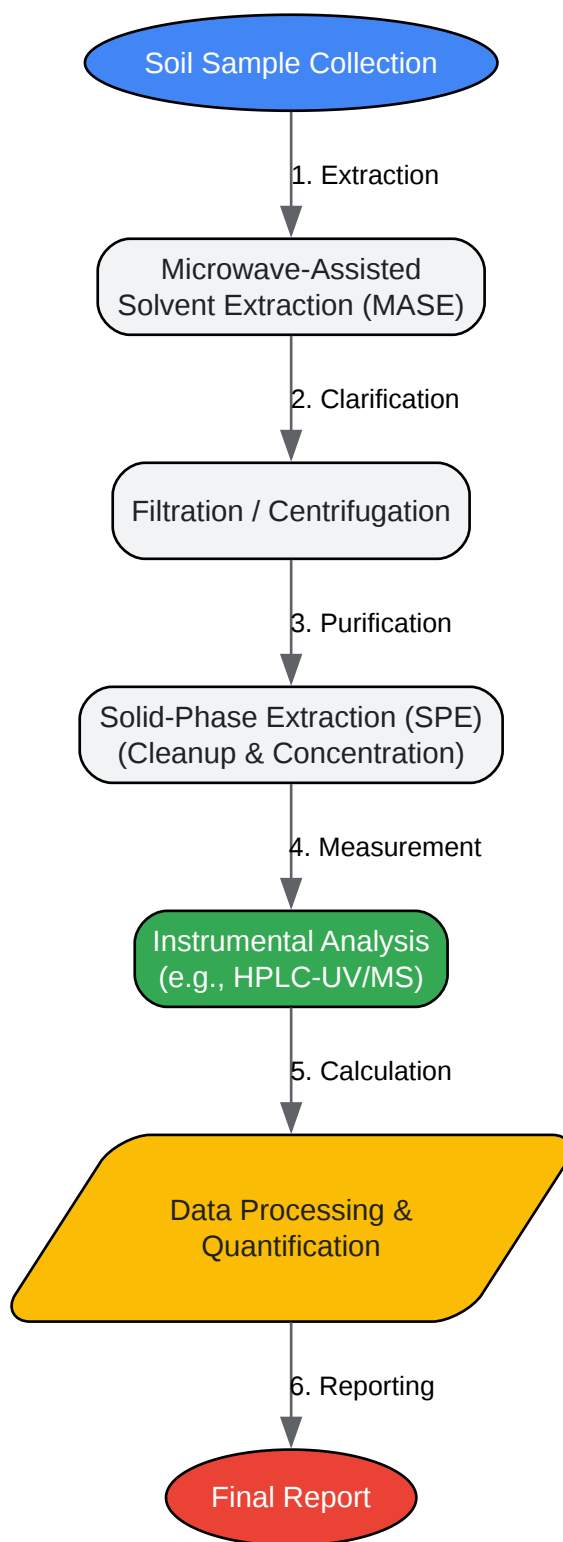 Soil Sample Collection
1. Extraction
Microwave-Assisted
Solvent Extraction (MASE)
2. Clarification
Filtration / Centrifugation
3. Purification
Solid-Phase Extraction (SPE)
(Cleanup & Concentration)
4. Measurement
Instrumental Analysis
(e.g., HPLC-UV/MS)
5. Calculation
Data Processing &
Quantification
6. Reporting
Final Report